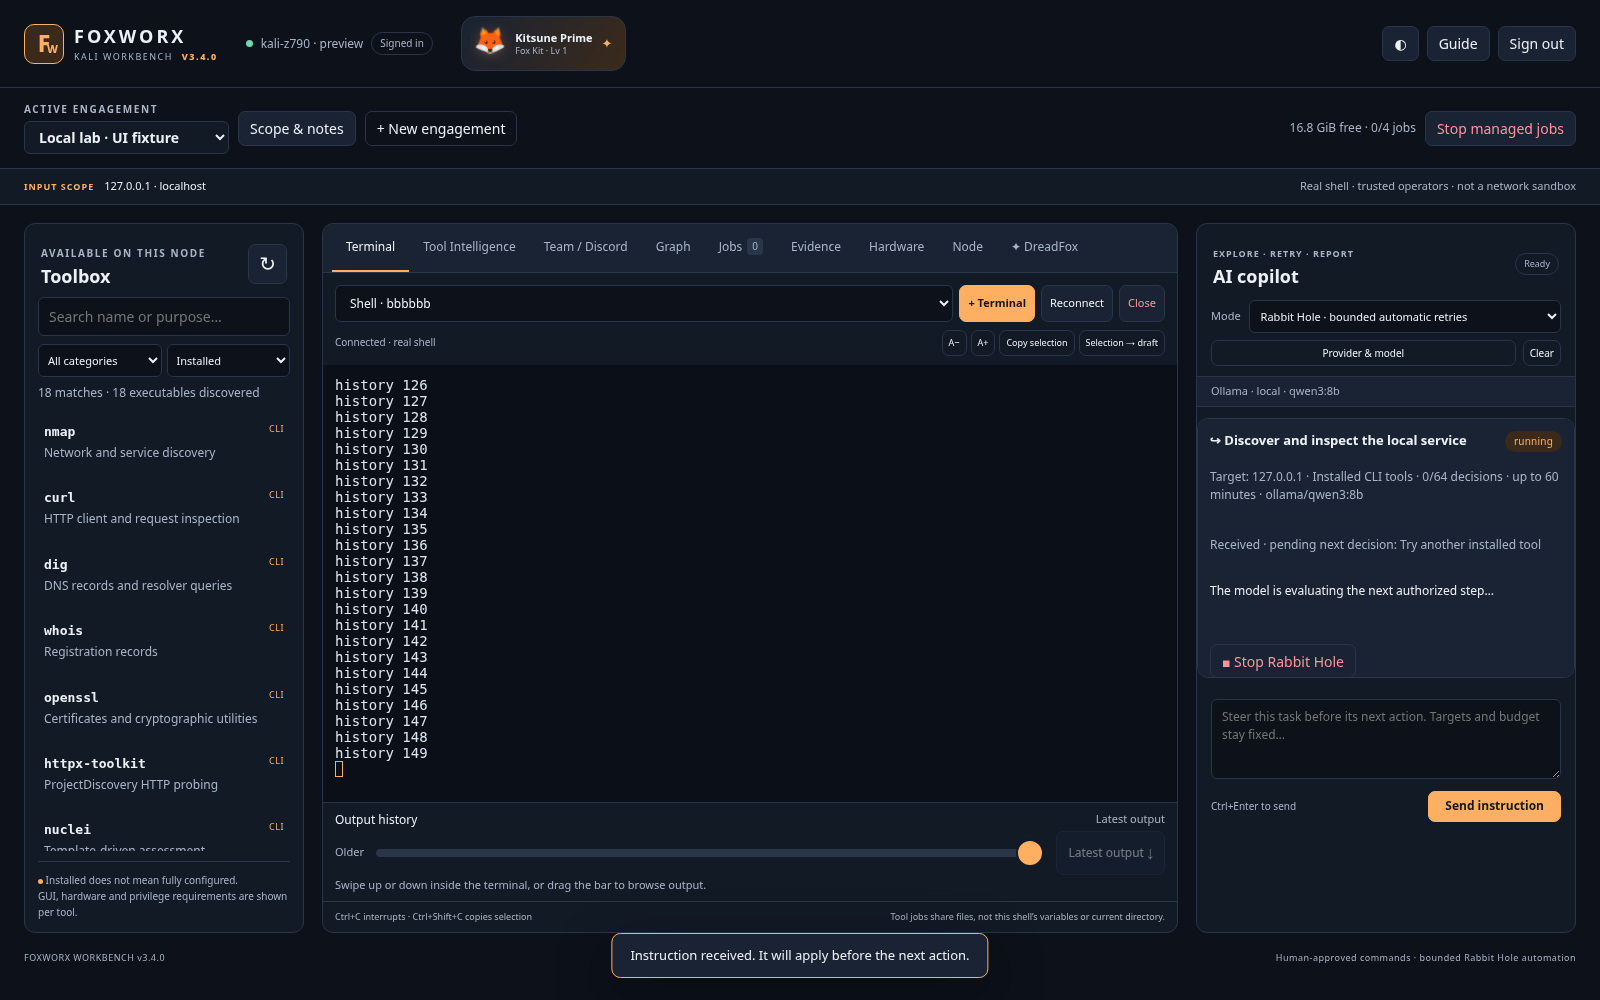 FOXWORX
KALI WORKBENCH V3.4.0
kali-z790 · preview
Signed in
Kitsune Prime
Fox Kit · Lv 1
Guide
Sign out
ACTIVE ENGAGEMENT
Local lab · UI fixture
Scope & notes
+ New engagement
16.8 GiB free · 0/4 jobs
Stop managed jobs
INPUT SCOPE 127.0.0.1 · localhost
Real shell · trusted operators · not a network sandbox
AVAILABLE ON THIS NODE
Toolbox
Search name or purpose...
All categories
Installed
18 matches · 18 executables discovered
nmap CLI
Network and service discovery
curl CLI
HTTP client and request inspection
dig CLI
DNS records and resolver queries
whois CLI
Registration records
openssl CLI
Certificates and cryptographic utilities
httpx-toolkit CLI
ProjectDiscovery HTTP probing
nuclei CLI
Template-driven assessment
Installed does not mean fully configured.
GUI, hardware and privilege requirements are shown
per tool.
Terminal
Tool Intelligence
Team / Discord
Graph
Jobs 0
Evidence
Hardware
Node
✦ DreadFox
Shell · bbbbbb
+ Terminal
Reconnect
Close
Connected · real shell
A−
A+
Copy selection
Selection → draft
history 126
history 127
history 128
history 129
history 130
history 131
history 132
history 133
history 134
history 135
history 136
history 137
history 138
history 139
history 140
history 141
history 142
history 143
history 144
history 145
history 146
history 147
history 148
history 149
Output history
Latest output
Older
Latest output ↓
Swipe up or down inside the terminal, or drag the bar to browse output.
Ctrl+C interrupts · Ctrl+Shift+C copies selection
Tool jobs share files, not this shell's variables or current directory.
EXPLORE · RETRY · REPORT
AI copilot
Ready
Mode
Rabbit Hole · bounded automatic retries
Provider & model
Clear
Ollama · local · qwen3:8b
↪ Discover and inspect the local service
running
Target: 127.0.0.1 · Installed CLI tools · 0/64 decisions · up to 60
minutes · ollama/qwen3:8b
Received · pending next decision: Try another installed tool
The model is evaluating the next authorized step...
■ Stop Rabbit Hole
Steer this task before its next action. Targets and budget
stay fixed...
Ctrl+Enter to send
Send instruction
FOXWORX WORKBENCH v3.4.0
Instruction received. It will apply before the next action.
Human-approved commands · bounded Rabbit Hole automation